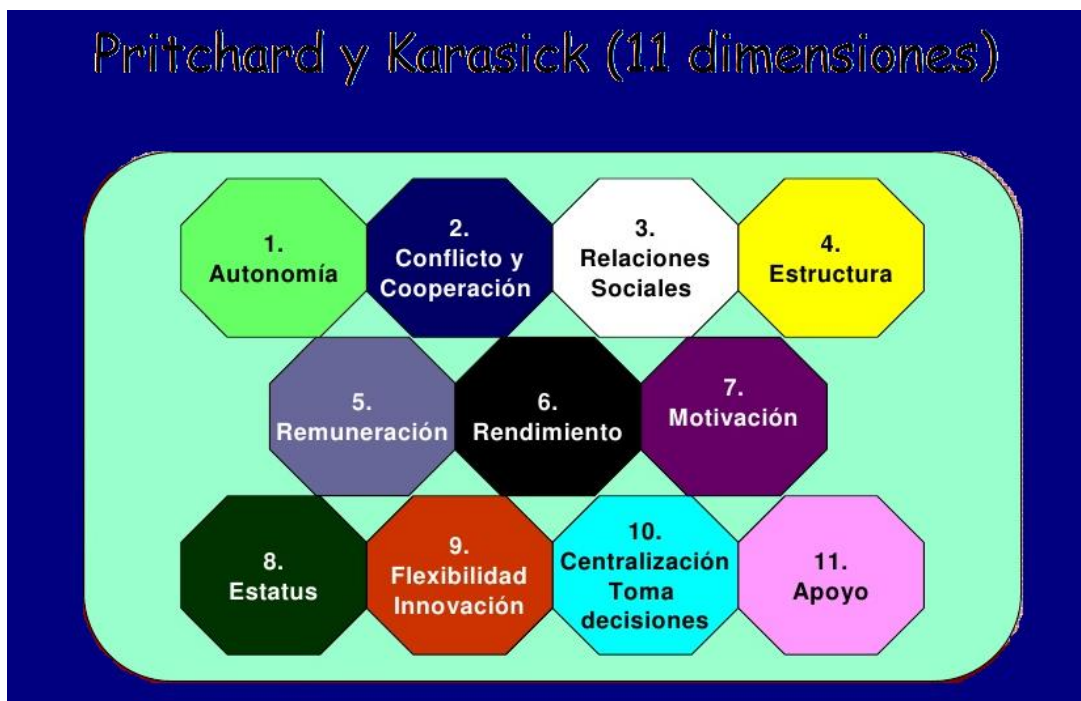 Pritchard y Karasick (11 dimensiones)
1.
Autonomía
2.
Conflicto y
Cooperación
3.
Relaciones
Sociales
4.
Estructura
5.
Remuneración
6.
Rendimiento
7.
Motivación
8.
Estatus
9.
Flexibilidad
Innovación
10.
Centralización
Toma
decisiones
11.
Apoyo